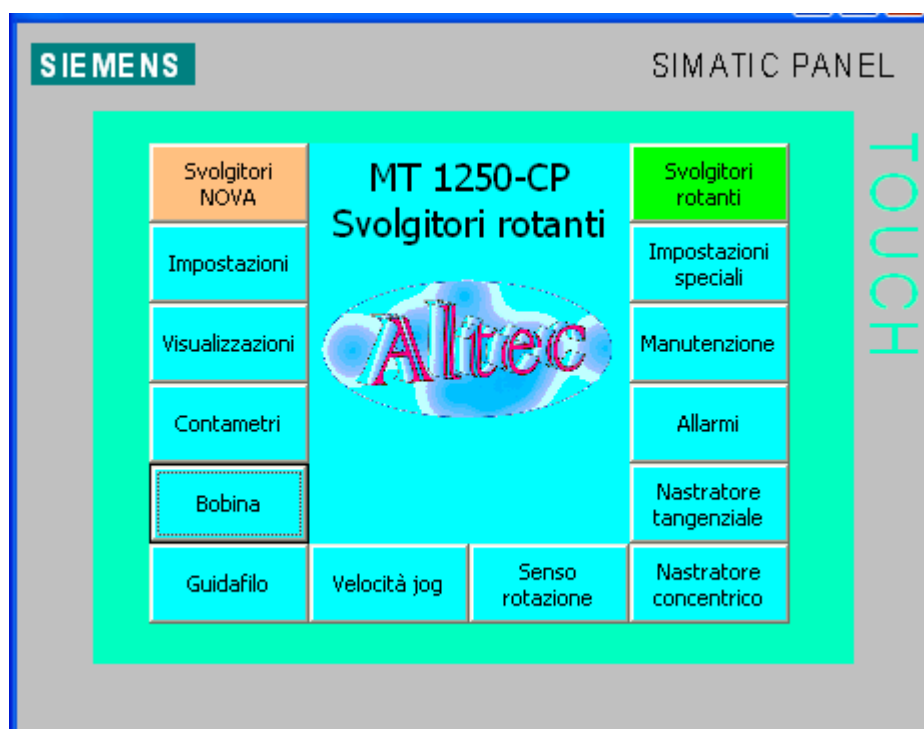 SIEMENS
SIMATIC PANEL
TOUCH
MT 1250-CP
Svolgitori rotanti
Altec
Svolgitori
NOVA
Impostazioni
Visualizzazioni
Contametri
Bobina
Guidafilo
Velocità jog
Senso
rotazione
Svolgitori
rotanti
Impostazioni
speciali
Manutenzione
Allarmi
Nastratore
tangenziale
Nastratore
concentrico